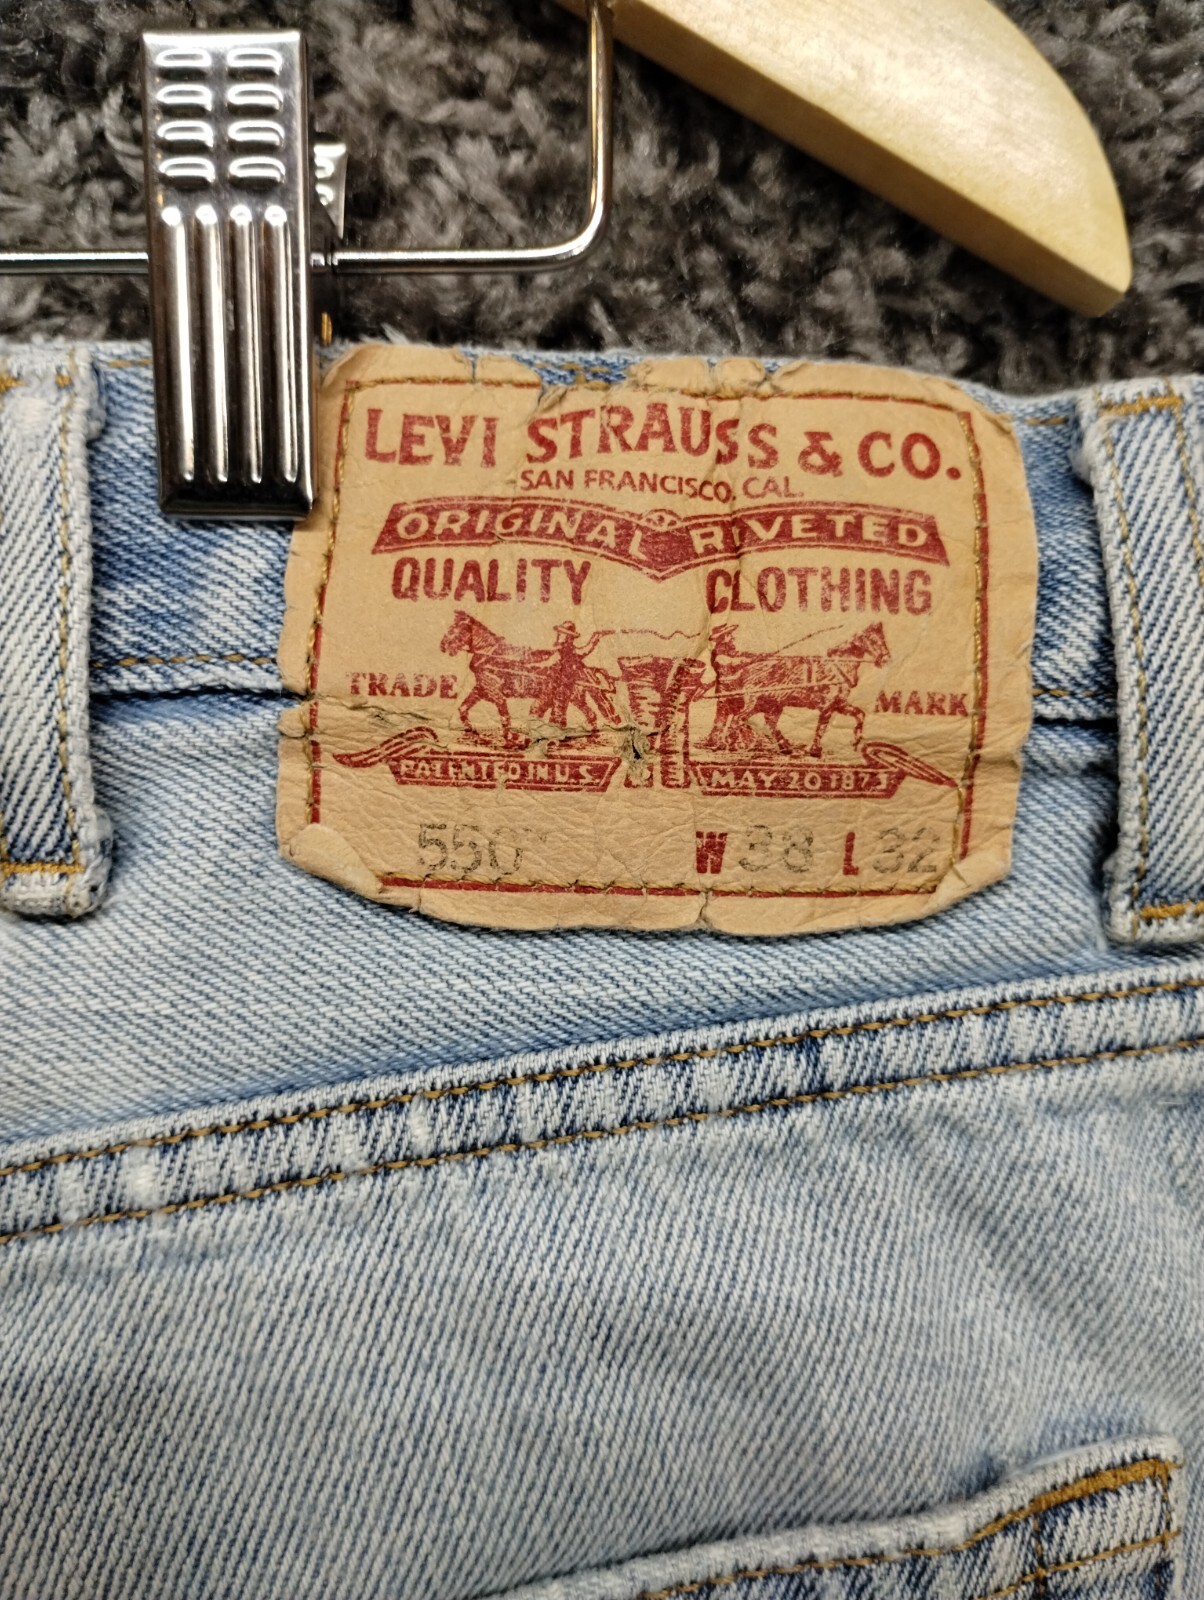 LEVI STRAUSS & CO.
SAN FRANCISCO, CAL.
ORIGINAL RIVETED
QUALITY CLOTHING
TRADE MARK
PATENTED IN U.S. MAY 20 1873
550™ W 38 L 32